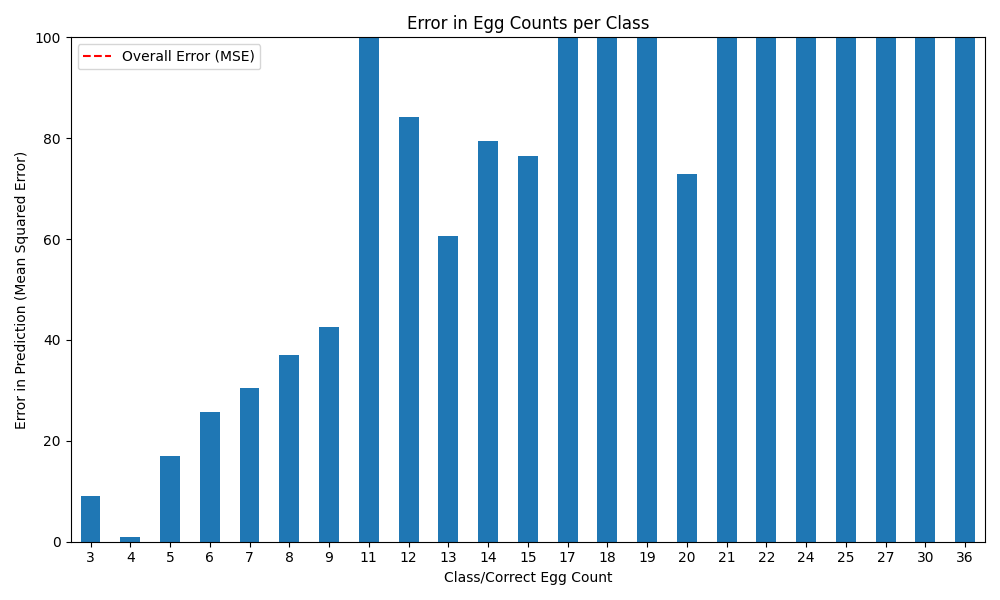 Error in Egg Counts per Class
Overall Error (MSE)
Error in Prediction (Mean Squared Error)
100
80
60
40
20
0
3 4 5 6 7 8 9 11 12 13 14 15 17 18 19 20 21 22 24 25 27 30 36
Class/Correct Egg Count